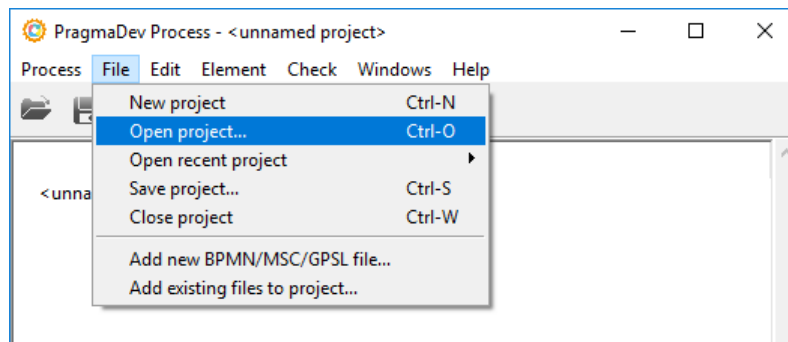 PragmaDev Process - <unnamed project>
Process File Edit Element Check Windows Help
New project Ctrl-N
Open project... Ctrl-O
Open recent project
<unna
Save project... Ctrl-S
Close project Ctrl-W
Add new BPMN/MSC/GPSL file...
Add existing files to project...